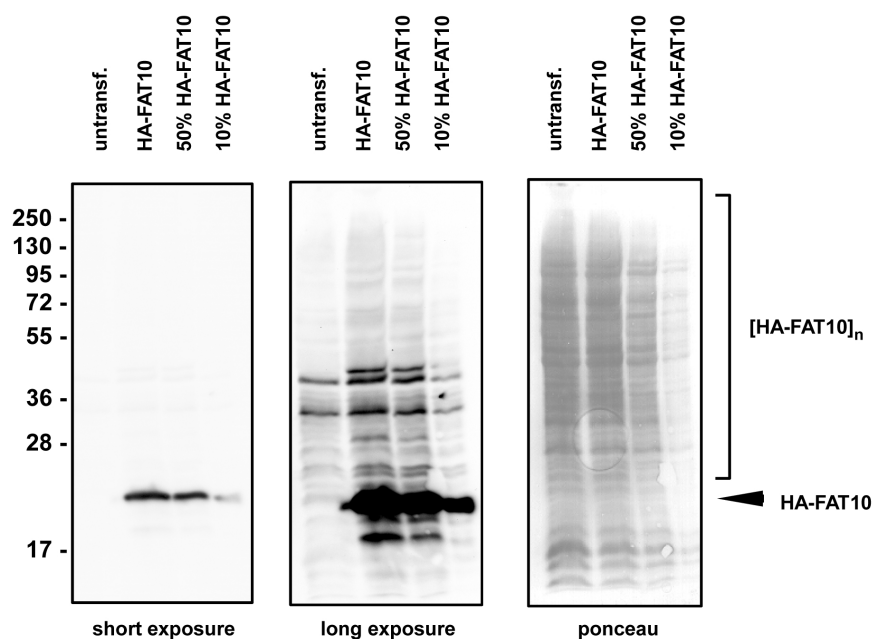 untransf.
HA-FAT10
50% HA-FAT10
10% HA-FAT10
untransf.
HA-FAT10
50% HA-FAT10
10% HA-FAT10
untransf.
HA-FAT10
50% HA-FAT10
10% HA-FAT10
250 -
130 -
95 -
72 -
55 -
36 -
28 -
17 -
[HA-FAT10]n
HA-FAT10
short exposure
long exposure
ponceau